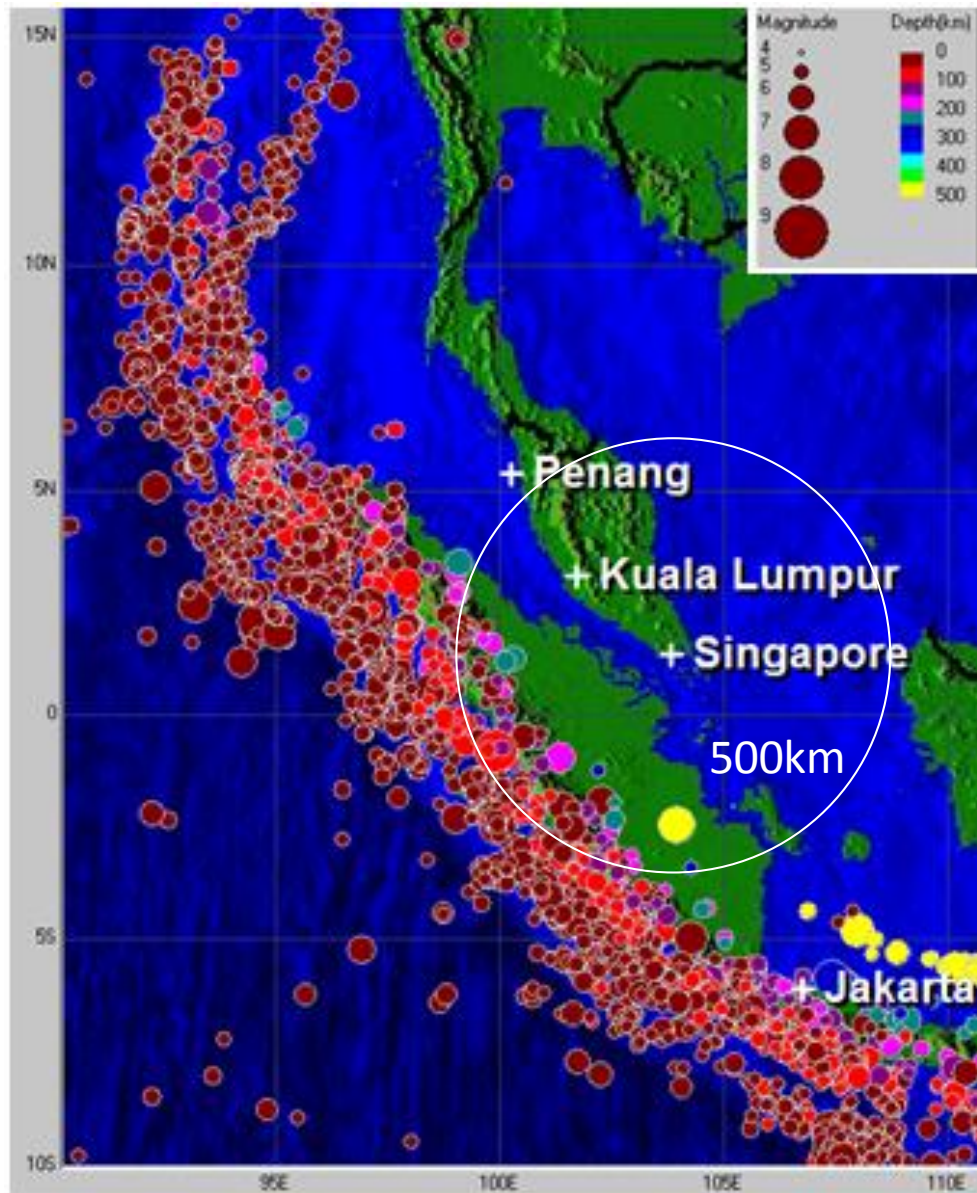 15N
10N
5N
0
5S
10S
95E
100E
105E
110E
Magnitude
4
5
6
7
8
9
Depth(km)
0
100
200
300
400
500
Penang
Kuala Lumpur
Singapore
500km
Jakarta